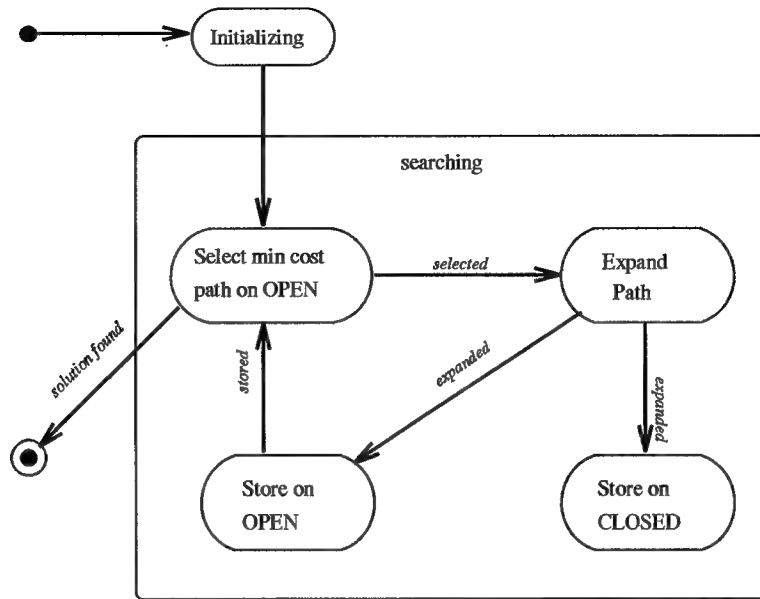 Initializing
searching
Select min cost
path on OPEN
selected
Expand
Path
solution found
stored
expanded
expanded
Store on
OPEN
Store on
CLOSED